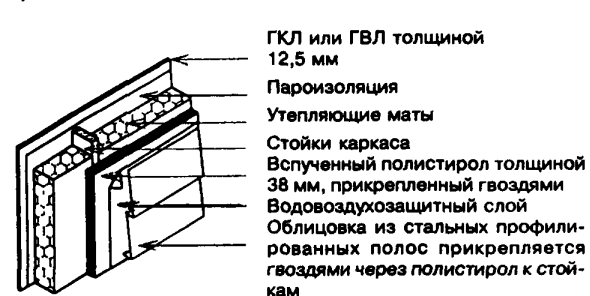 ГКЛ или ГВЛ толщиной
12,5 мм
Пароизоляция
Утепляющие маты
Стойки каркаса
Вспученный полистирол толщиной
38 мм, прикрепленный гвоздями
Водовоздухозащитный слой
Облицовка из стальных профили-
рованных полос прикрепляется
гвоздями через полистирол к стой-
кам